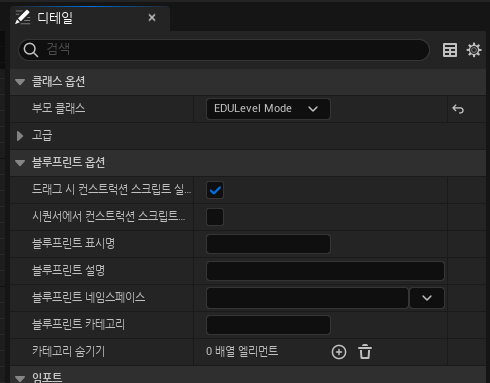 디테일
검색
클래스 옵션
부모 클래스 EDULevel Mode
고급
블루프린트 옵션
드래그 시 컨스트럭션 스크립트 실...
시퀀서에서 컨스트럭션 스크립트...
블루프린트 표시명
블루프린트 설명
블루프린트 네임스페이스
블루프린트 카테고리
카테고리 숨기기 0 배열 엘리먼트
임포트